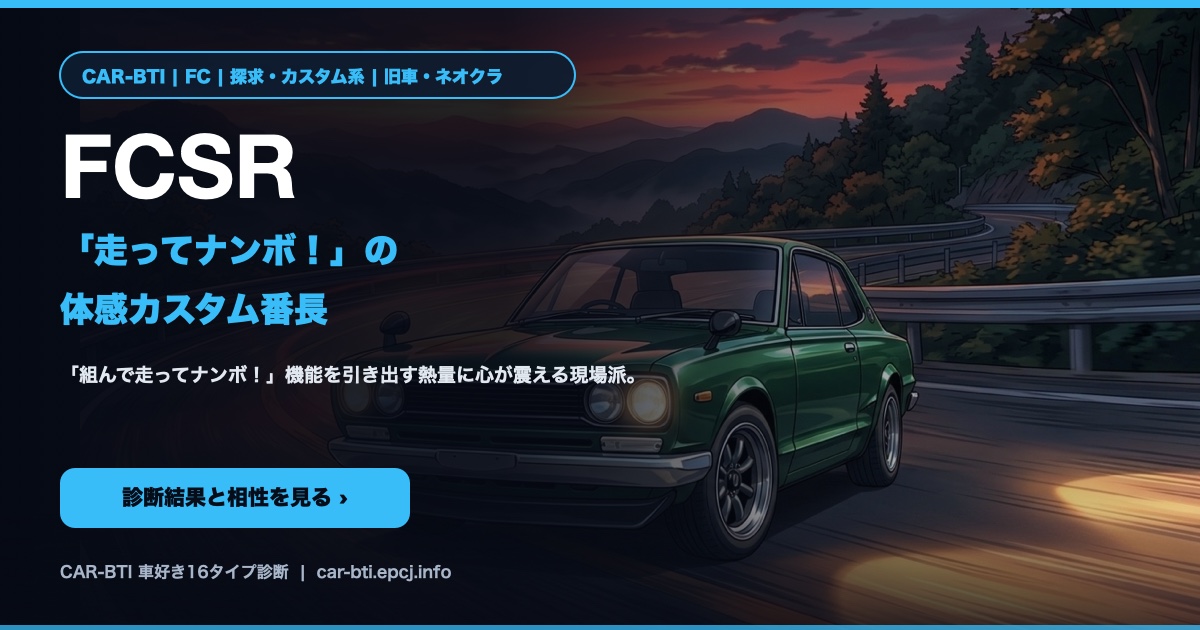 CAR-BTI | FC | 探求・カスタム系 | 旧車・ネオクラ
FCSR
「走ってナンボ！」の
体感カスタム番長
「組んで走ってナンボ！」機能を引き出す熱量に心が震える現場派。
診断結果と相性を見る ›
CAR-BTI 車好き16タイプ診断 | car-bti.epcj.info